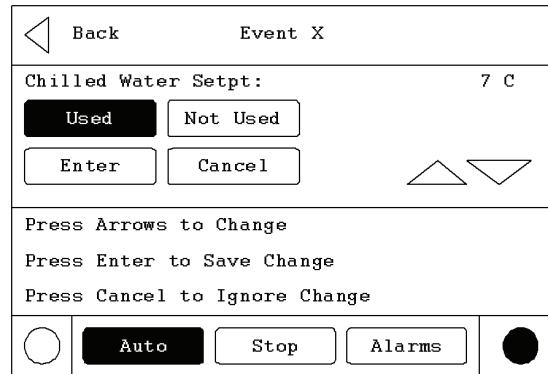 Back Event X
Chilled Water Setpt: 7 C
Used Not Used
Enter Cancel
Press Arrows to Change
Press Enter to Save Change
Press Cancel to Ignore Change
Auto Stop Alarms